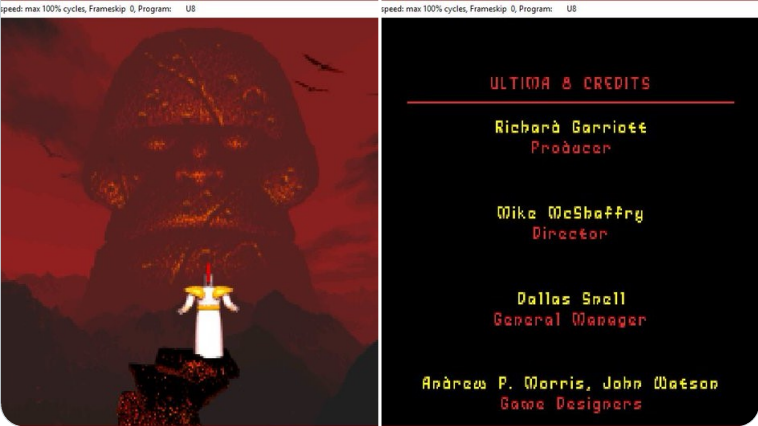 speed: max 100% cycles, Frameskip 0, Program: U8
speed: max 100% cycles, Frameskip 0, Program: U8
ULTIMA 8 CREDITS
Richard Garriott
Producer
Mike McShaffry
Director
Dallas Snell
General Manager
Andrew P. Morris, John Watson
Game Designers